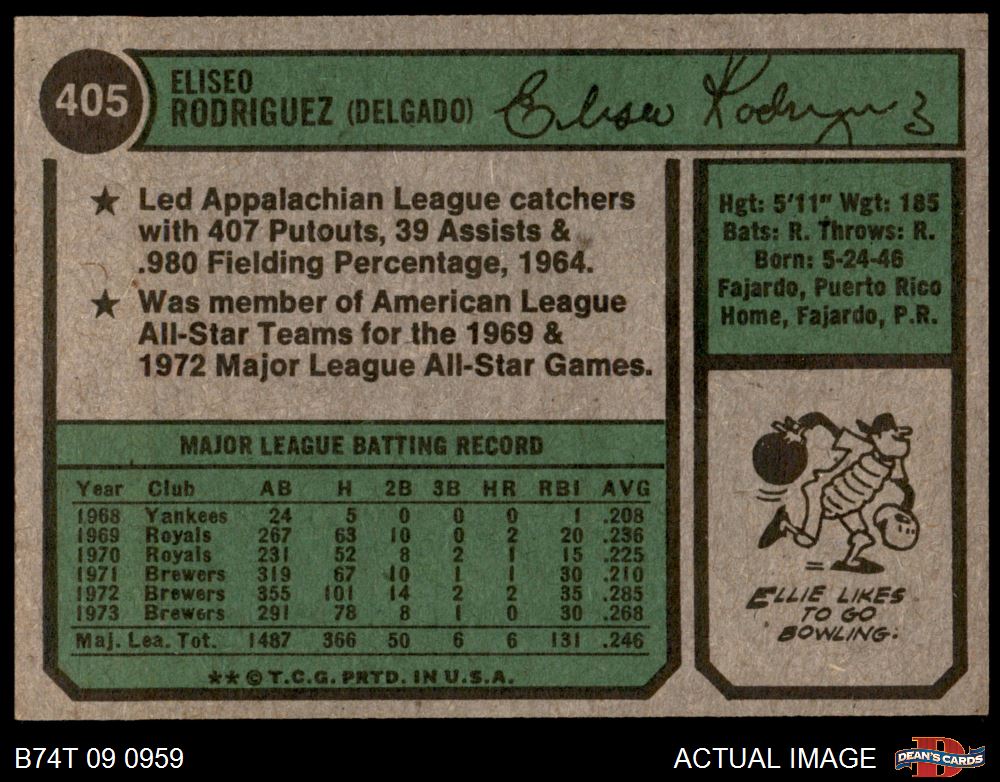 405
ELISEO
RODRIGUEZ (DELGADO)
Eliseo Rodriguez
★ Led Appalachian League catchers
with 407 Putouts, 39 Assists &
.980 Fielding Percentage, 1964.
★ Was member of American League
All-Star Teams for the 1969 &
1972 Major League All-Star Games.
Hgt: 5'11" Wgt: 185
Bats: R. Throws: R.
Born: 5-24-46
Fajardo, Puerto Rico
Home, Fajardo, P.R.
MAJOR LEAGUE BATTING RECORD
Year Club AB H 2B 3B HR RBI AVG
1968 Yankees 24 5 0 0 0 1 .208
1969 Royals 267 63 10 0 2 20 .236
1970 Royals 231 52 8 2 1 15 .225
1971 Brewers 319 67 10 1 1 30 .210
1972 Brewers 355 101 14 2 2 35 .285
1973 Brewers 291 78 8 1 0 30 .268
Maj. Lea. Tot. 1487 366 50 6 6 131 .246
★★ © T.C.G. PRTD. IN U.S.A.
ELLIE LIKES
TO GO
BOWLING.
B74T 09 0959
ACTUAL IMAGE
D
DEAN'S CARDS